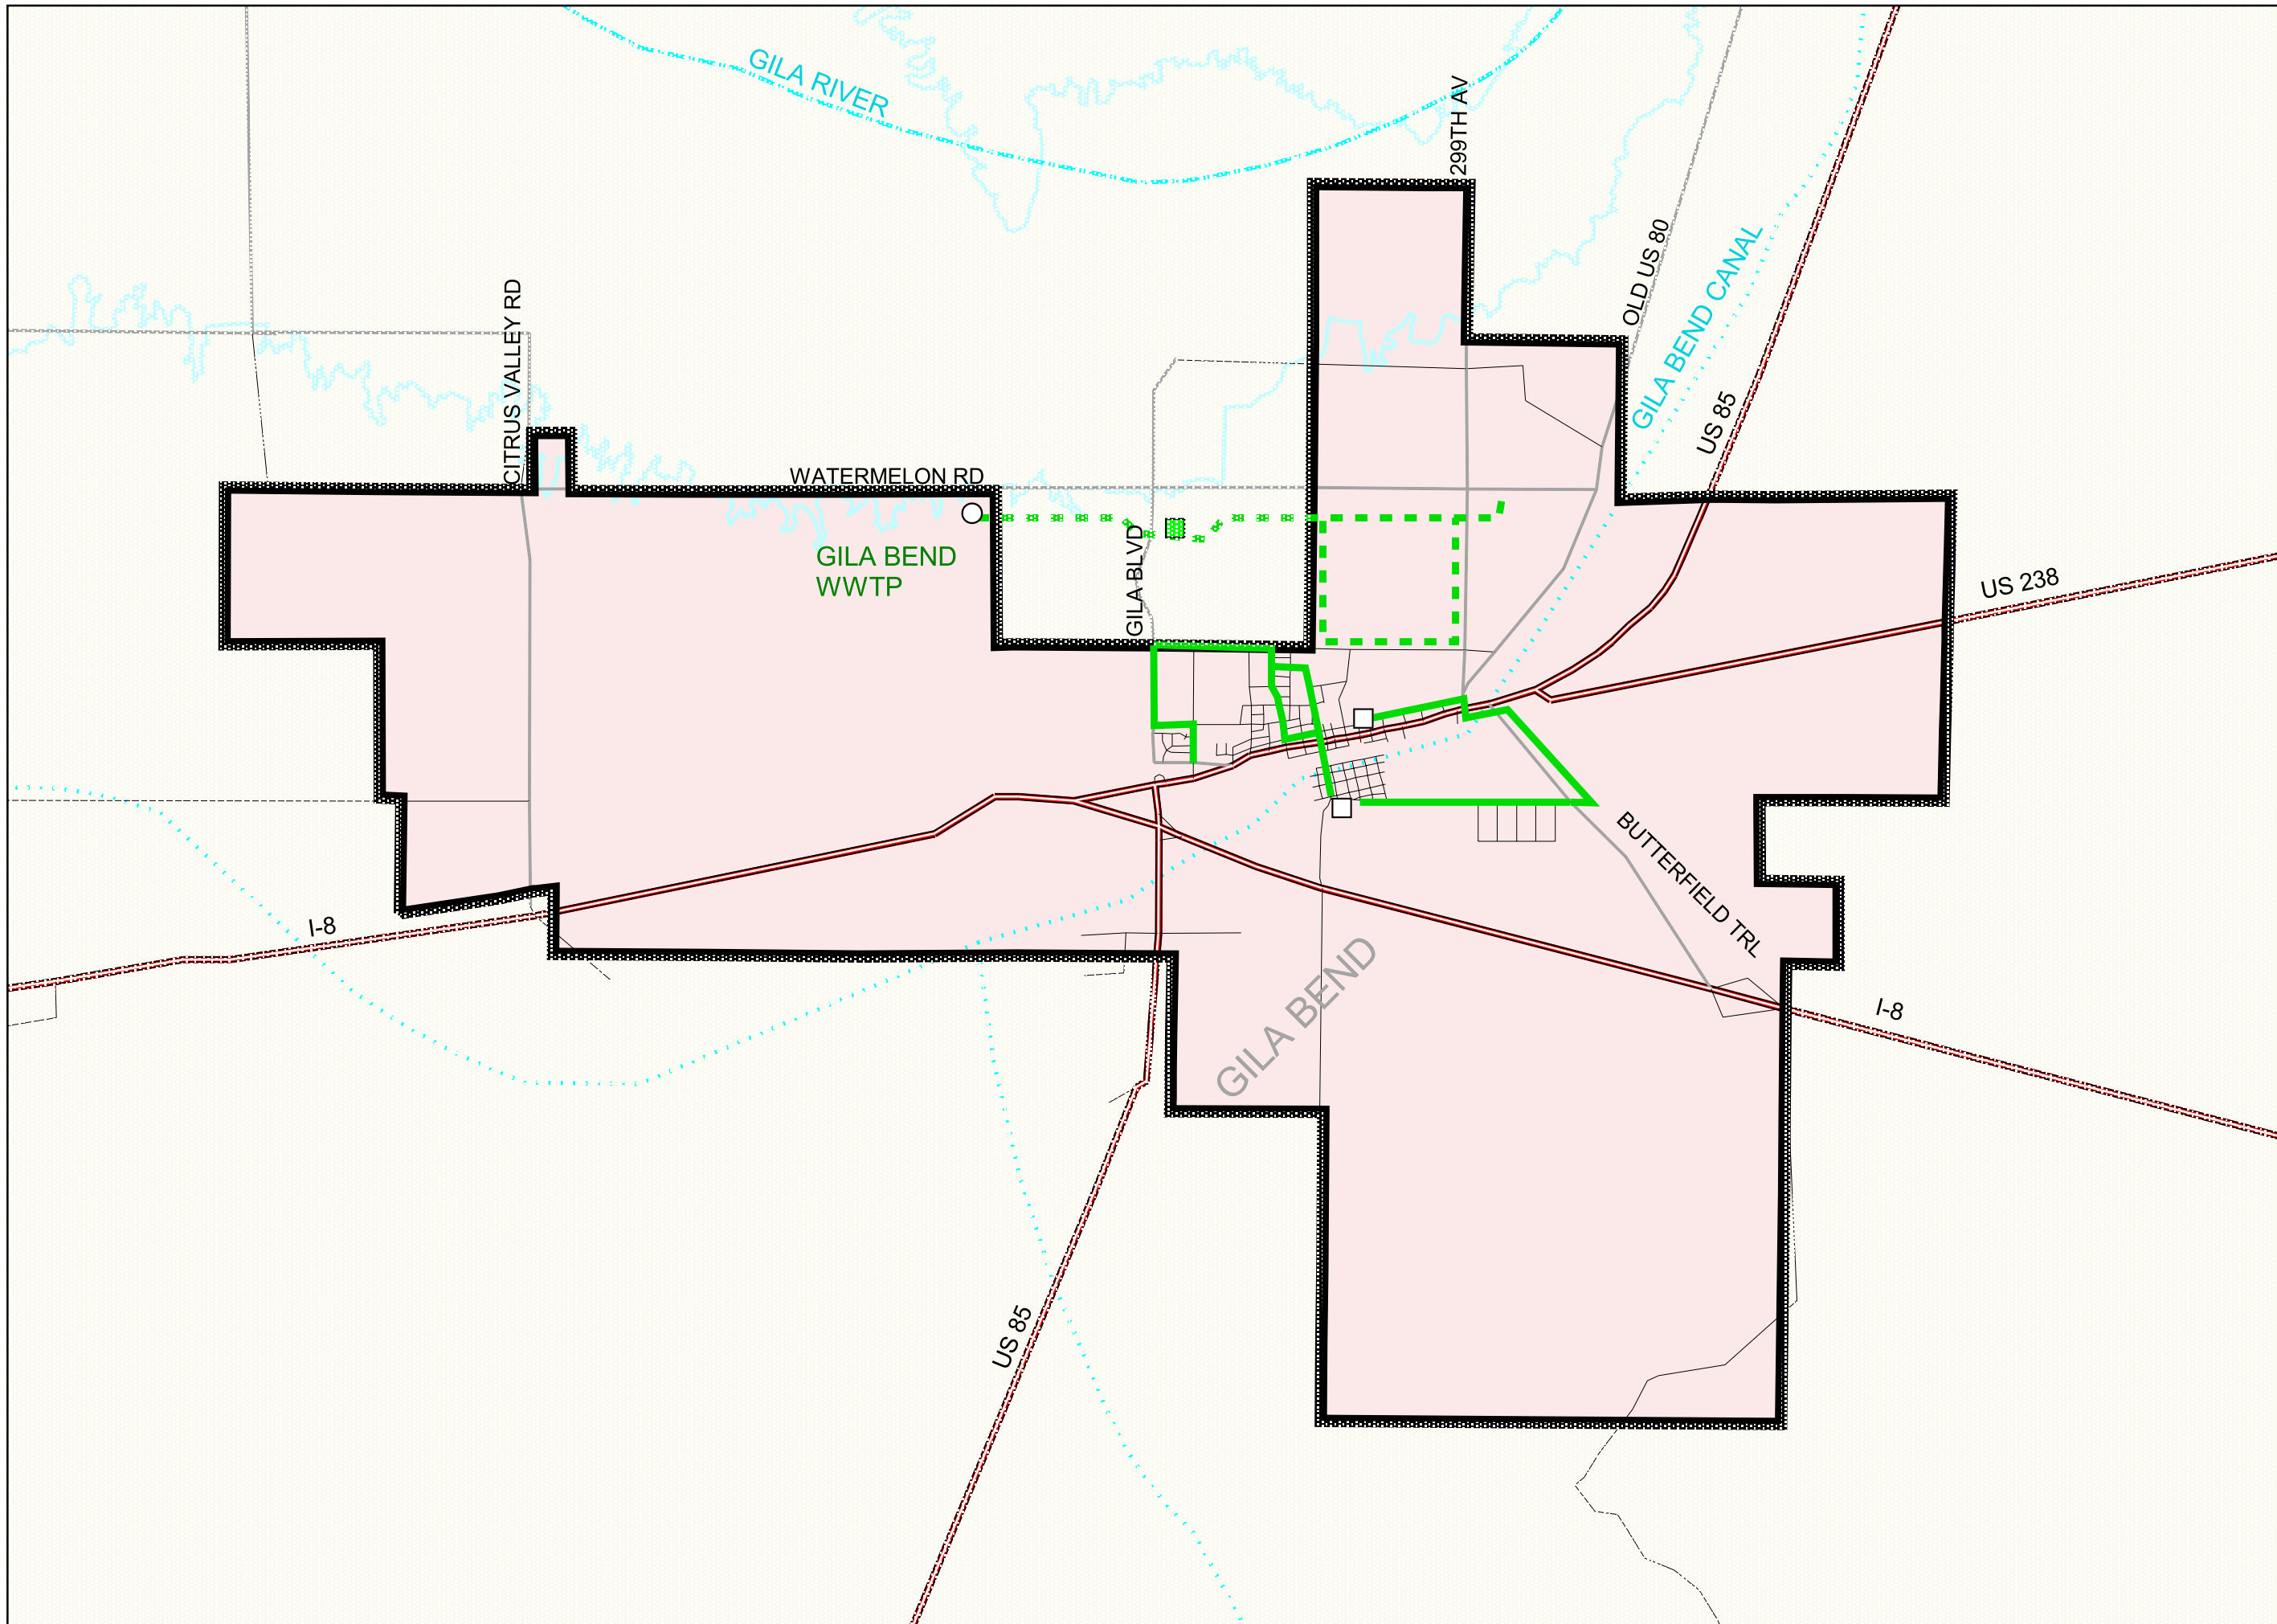 GILA RIVER
299TH AV
OLD US 80
GILA BEND CANAL
CITRUS VALLEY RD
US 85
WATERMELON RD
GILA BEND
WWTP
GILA BLVD
US 238
BUTTERFIELD TRL
I-8
GILA BEND
I-8
US 85